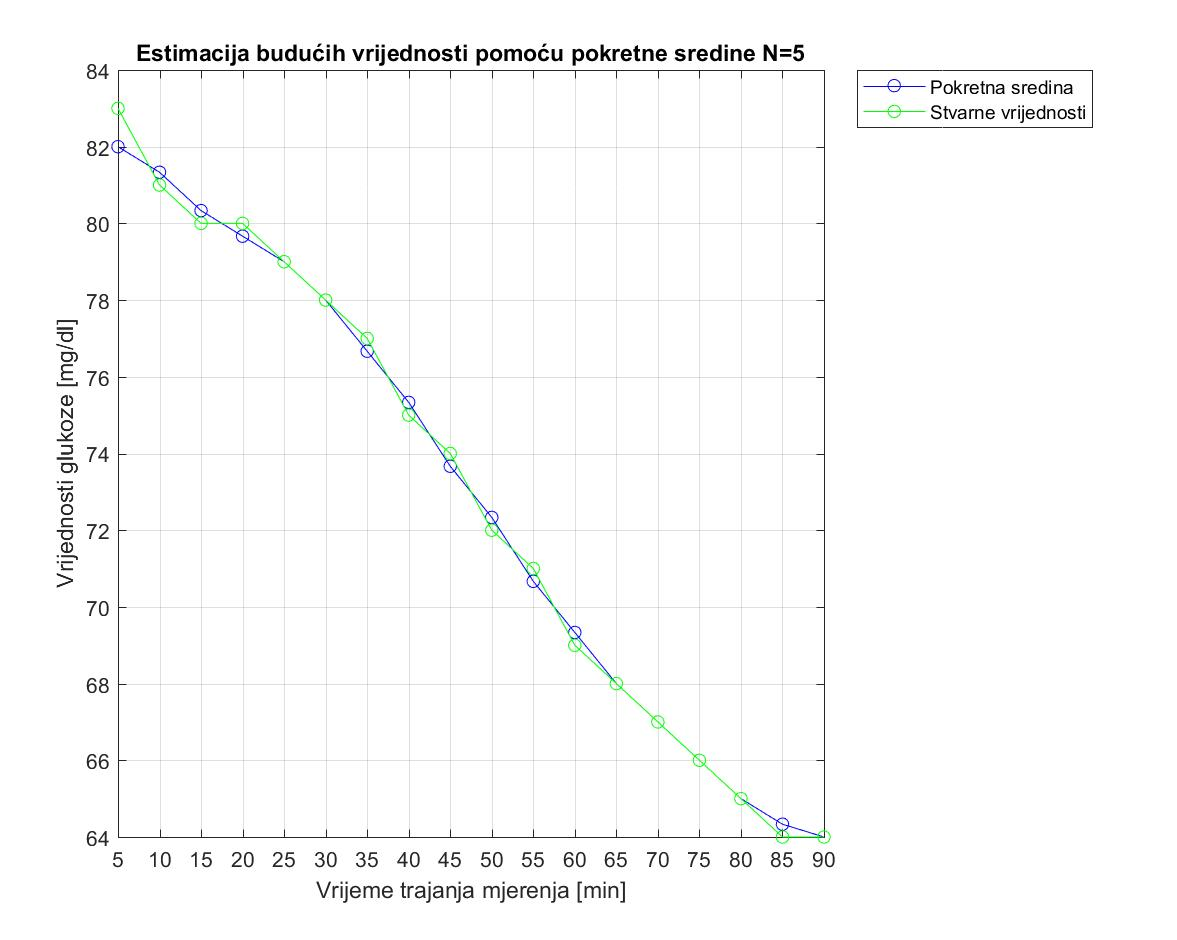 Estimacija budućih vrijednosti pomoću pokretne sredine N=5
Pokretna sredina
Stvarne vrijednosti
84
82
80
78
76
74
72
70
68
66
64
Vrijednosti glukoze [mg/dl]
5 10 15 20 25 30 35 40 45 50 55 60 65 70 75 80 85 90
Vrijeme trajanja mjerenja [min]